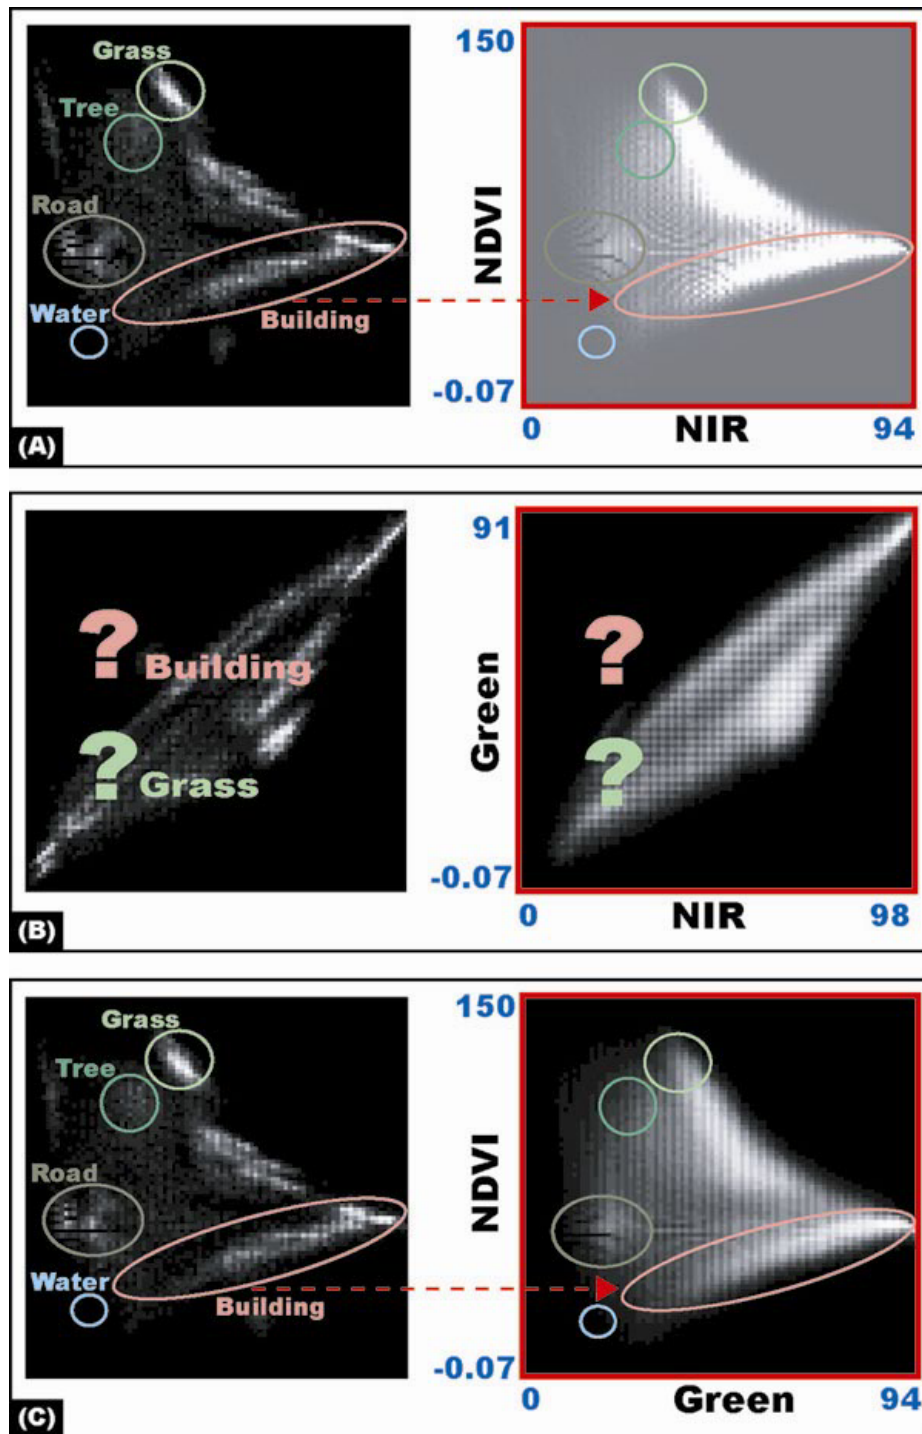 Grass
Tree
Road
Water
Building
150
NDVI
-0.07
0
NIR
94
(A)
?
Building
?
Grass
91
Green
-0.07
?
?
0
NIR
98
(B)
Grass
Tree
Road
Water
Building
150
NDVI
-0.07
0
Green
94
(C)